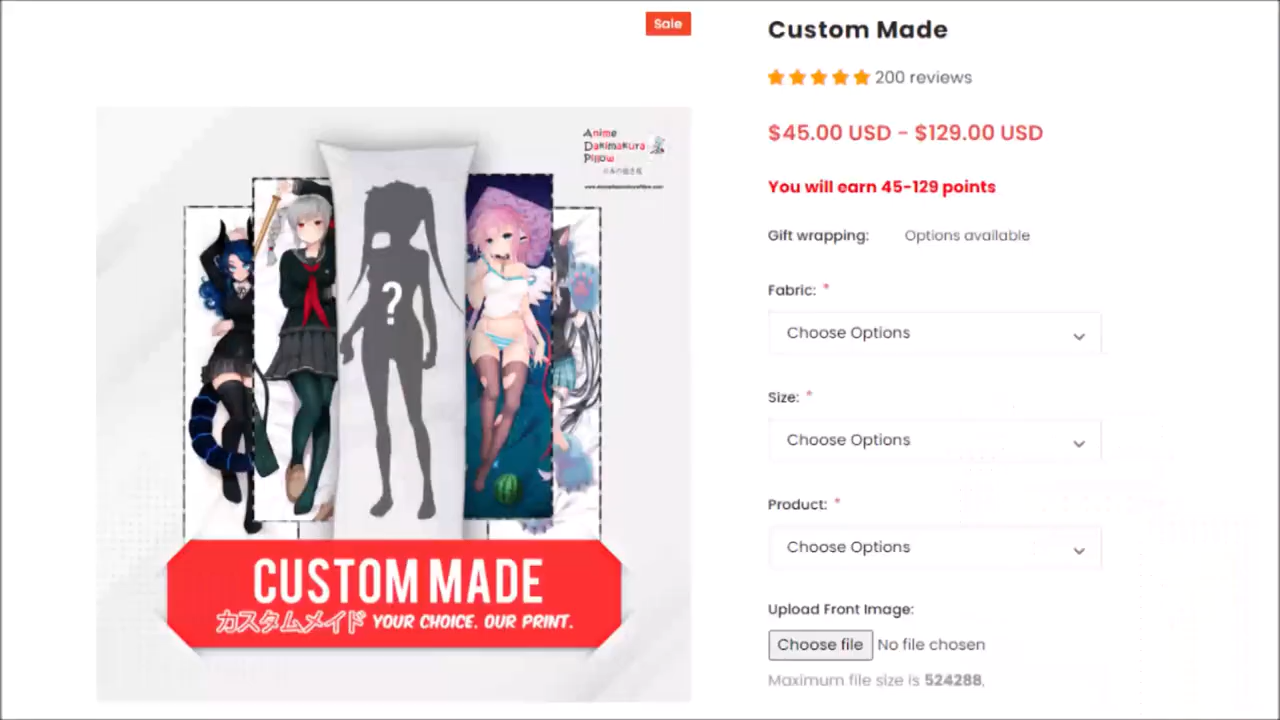 Sale
Custom Made
200 reviews
$45.00 USD - $129.00 USD
You will earn 45-129 points
Gift wrapping: Options available
Fabric: *
Choose Options
Size: *
Choose Options
Product: *
Choose Options
Upload Front Image:
Choose file No file chosen
Maximum file size is 524288,
Anime
Dakimakura
Pillow
?
CUSTOM MADE
カスタムメイド YOUR CHOICE. OUR PRINT.